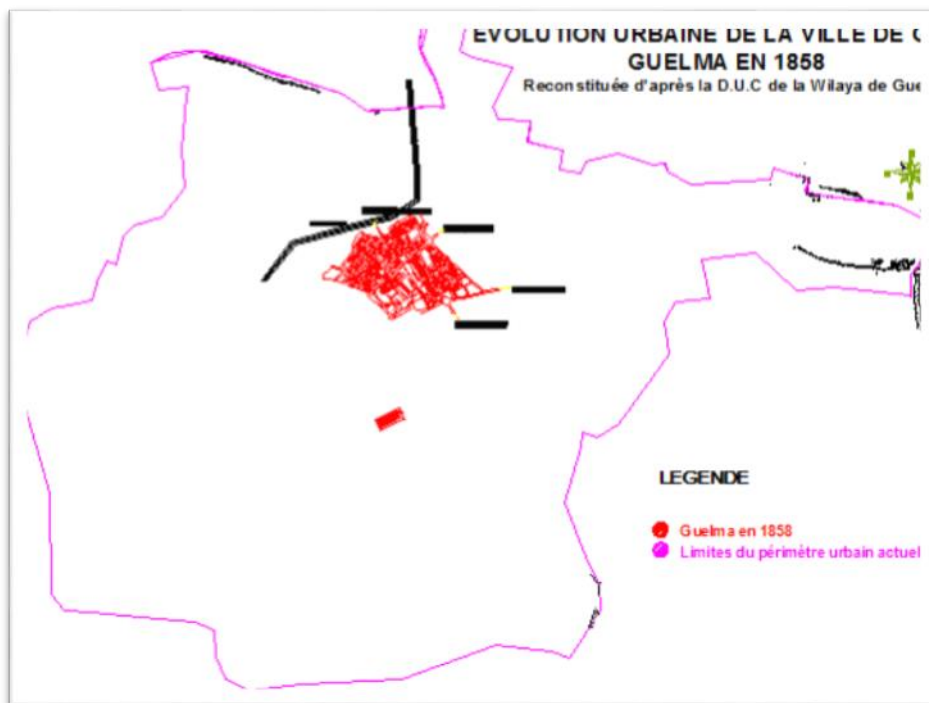 EVOLUTION URBAINE DE LA VILLE DE
GUELMA EN 1858
Reconstituée d'après la D.U.C de la Wilaya de Gue
LEGENDE
Guelma en 1858
Limites du périmètre urbain actuel